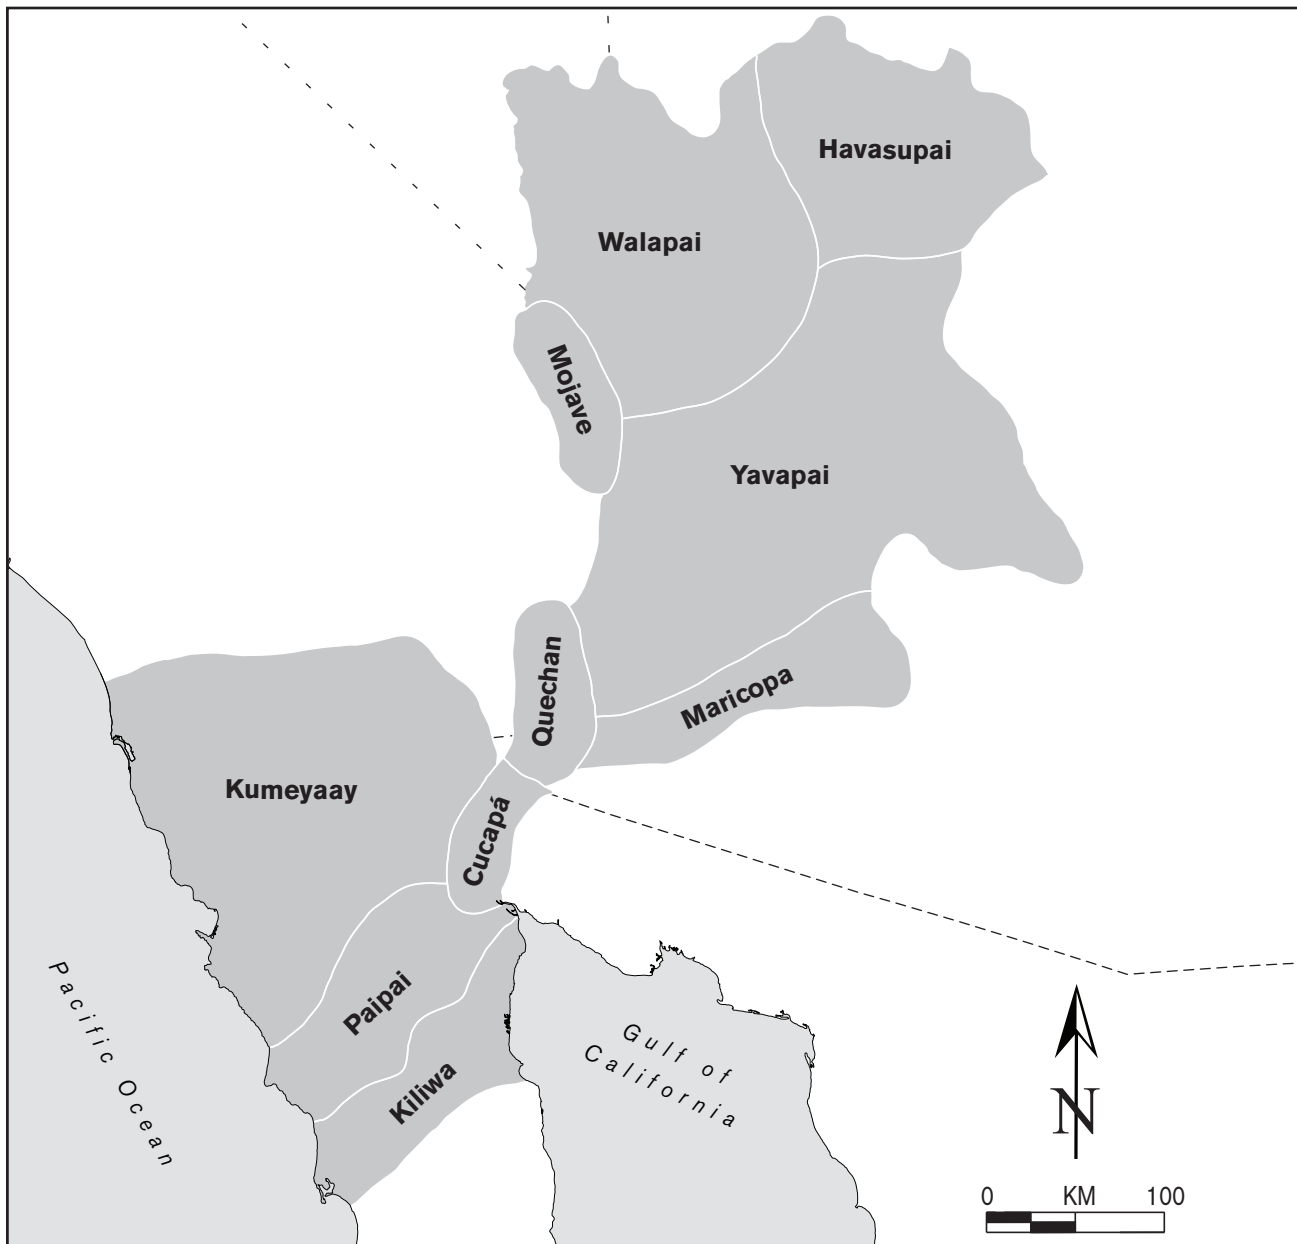 Havasupai
Walapai
Mojave
Yavapai
Quechan
Maricopa
Kumeyaay
Cucapá
Paipai
Kiliwa
Pacific Ocean
Gulf of
California
N
0 KM 100